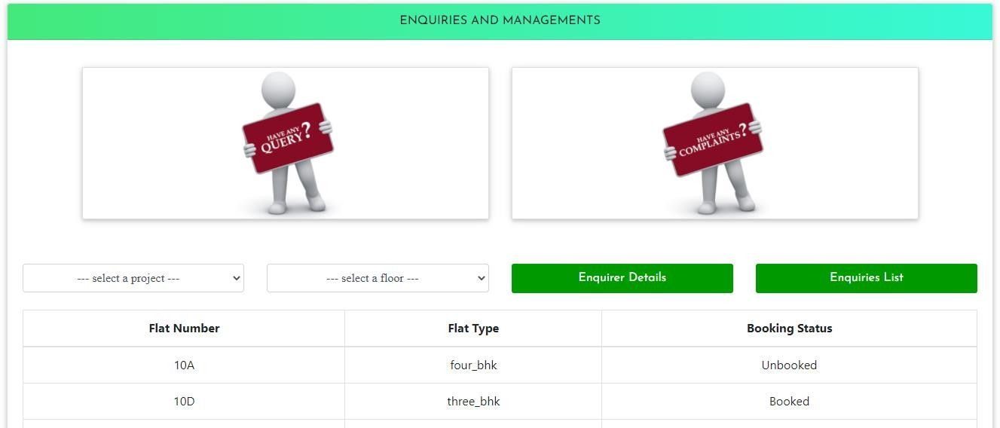 ENQUIRIES AND MANAGEMENTS
HAVE ANY
QUERY?
HAVE ANY
COMPLAINTS?
--- select a project --- --- select a floor --- Enquirer Details Enquiries List
Flat Number Flat Type Booking Status
10A four_bhk Unbooked
10D three_bhk Booked